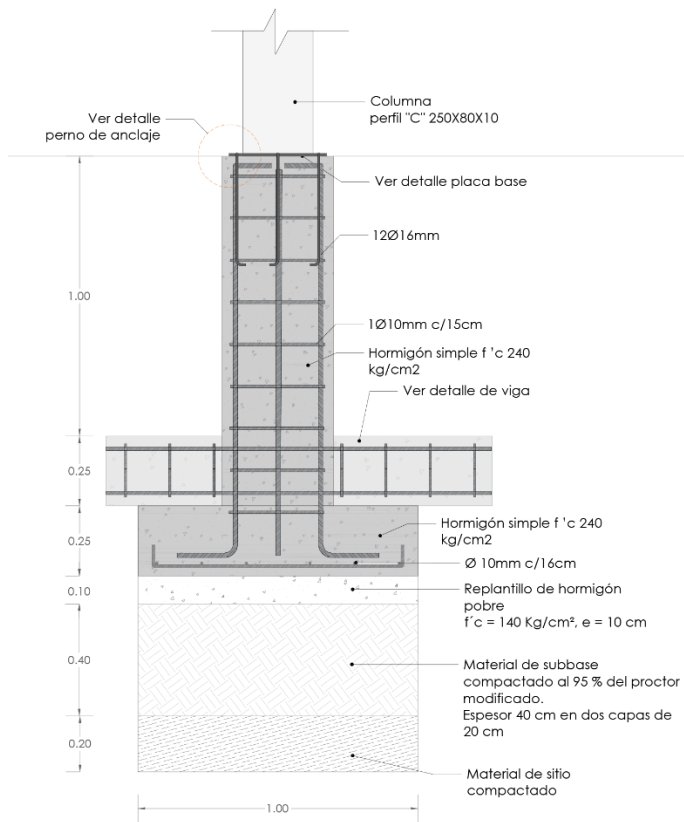 Columna
perfil "C" 250X80X10
Ver detalle
perno de anclaje
Ver detalle placa base
12Ø16mm
1.00
1Ø10mm c/15cm
Hormigón simple f 'c 240
kg/cm2
Ver detalle de viga
0.25
Hormigón simple f 'c 240
kg/cm2
0.25
Ø 10mm c/16cm
0.10
Replantillo de hormigón
pobre
f´c = 140 Kg/cm², e = 10 cm
0.40
Material de subbase
compactado al 95 % del proctor
modificado.
Espesor 40 cm en dos capas de
20 cm
0.20
Material de sitio
compactado
1.00